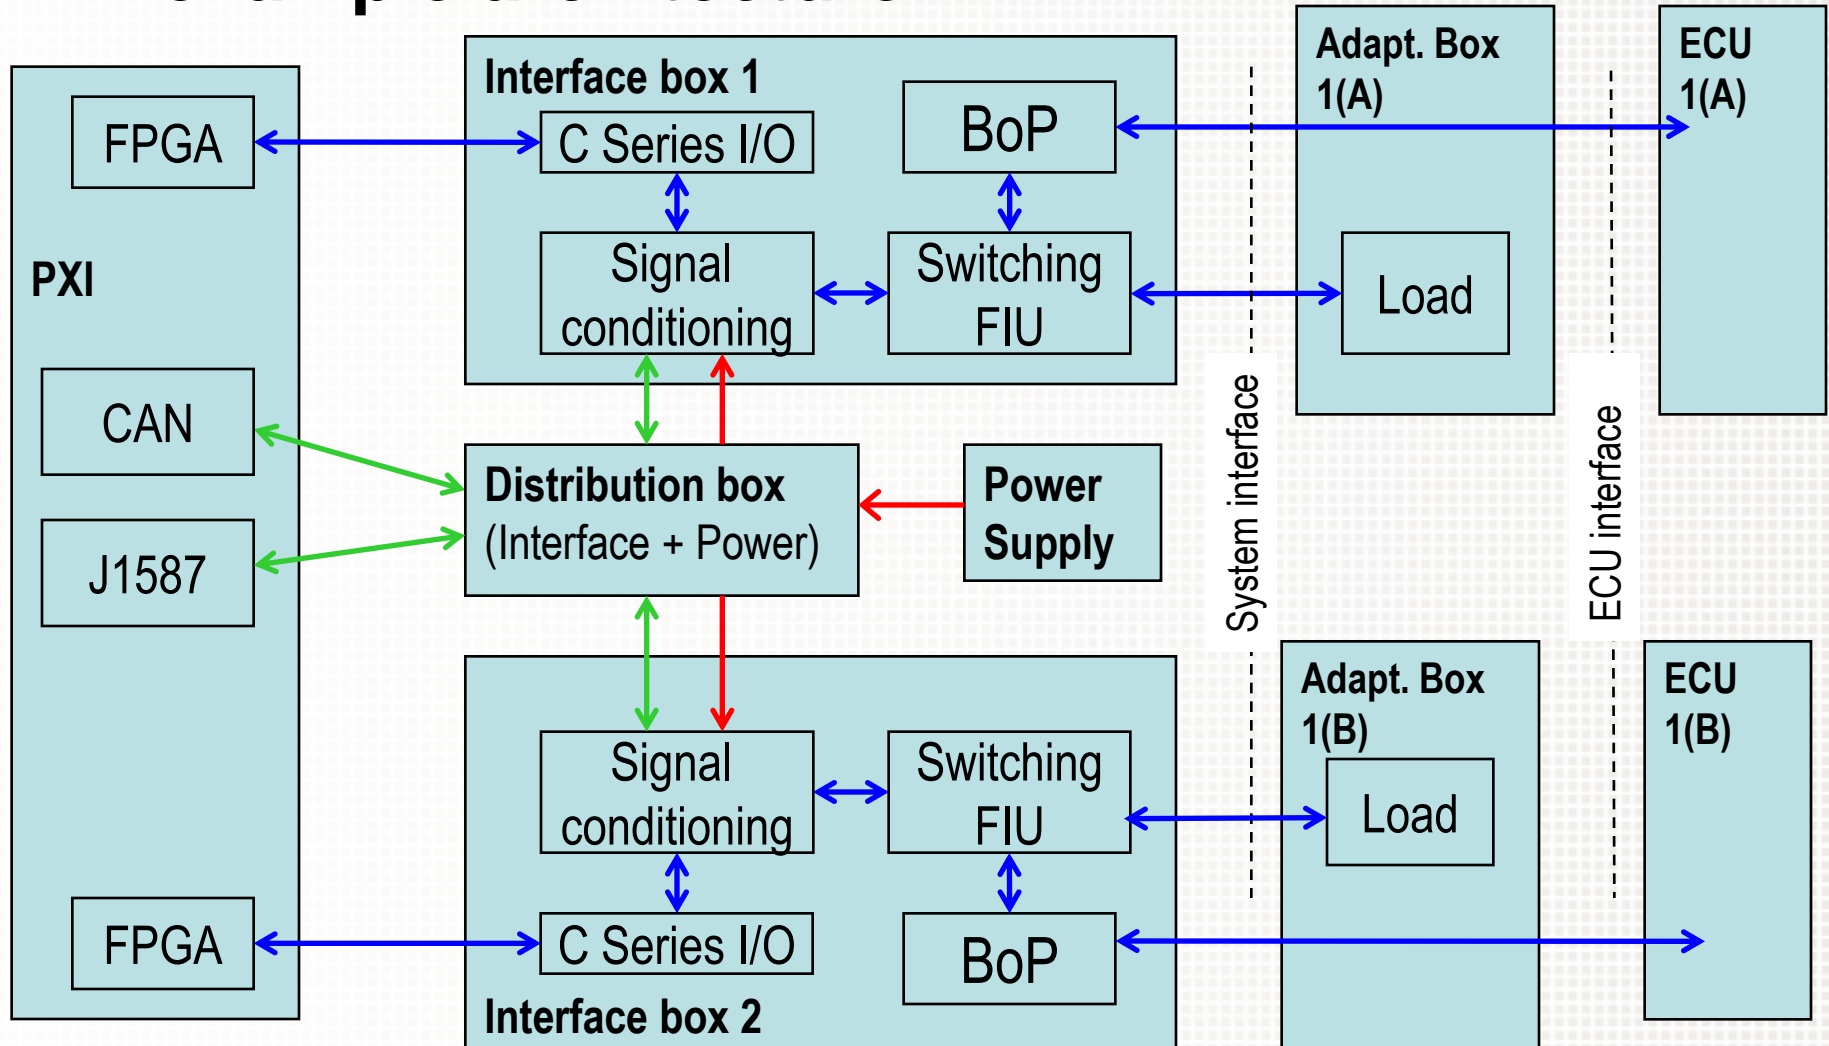 PXI
FPGA
CAN
J1587
FPGA
Interface box 1
C Series I/O
BoP
Signal
conditioning
Switching
FIU
Distribution box
(Interface + Power)
Power
Supply
Signal
conditioning
Switching
FIU
C Series I/O
BoP
Interface box 2
System interface
Adapt. Box
1(A)
Load
Adapt. Box
1(B)
Load
ECU interface
ECU
1(A)
ECU
1(B)